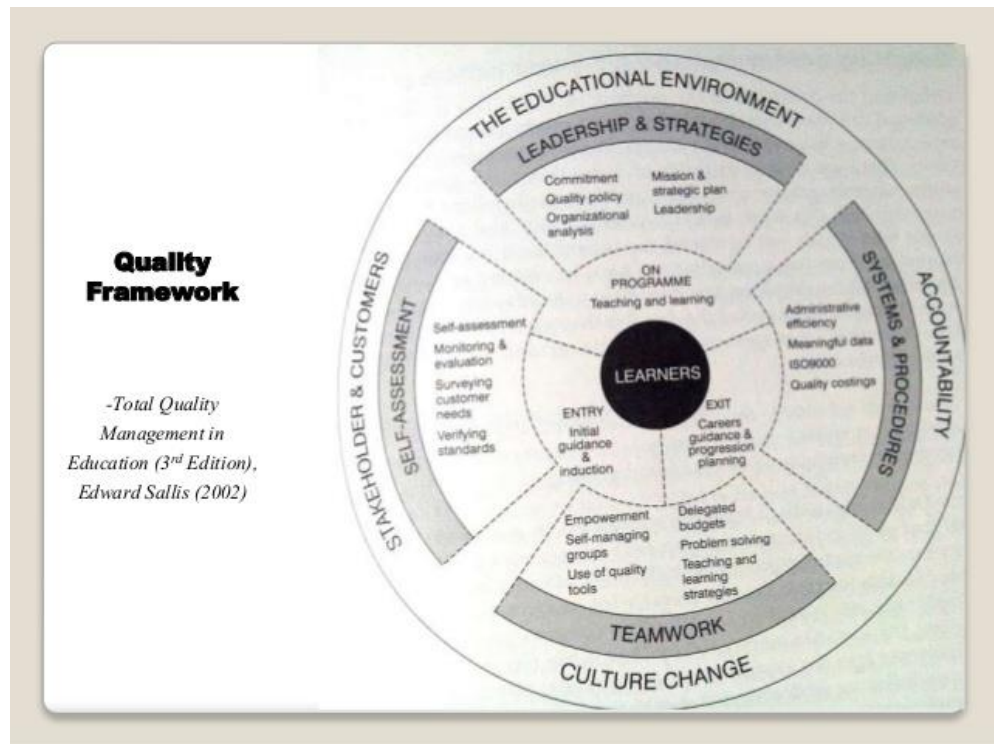 Quality
Framework
-Total Quality
Management in
Education (3rd Edition),
Edward Sallis (2002)
THE EDUCATIONAL ENVIRONMENT
LEADERSHIP & STRATEGIES
Commitment
Quality policy
Organizational
analysis
Mission &
strategic plan
Leadership
ON
PROGRAMME
Teaching and learning
STAKEHOLDER & CUSTOMERS
SELF-ASSESSMENT
Self-assessment
Monitoring &
evaluation
Surveying
customer
needs
Verifying
standards
LEARNERS
ENTRY
Initial
guidance
&
induction
EXIT
Careers
guidance &
progression
planning
Administrative
efficiency
Meaningful data
ISO9000
Quality costings
SYSTEMS & PROCEDURES
ACCOUNTABILITY
Empowerment
Self-managing
groups
Use of quality
tools
Delegated
budgets
Problem solving
Teaching and
learning
strategies
TEAMWORK
CULTURE CHANGE